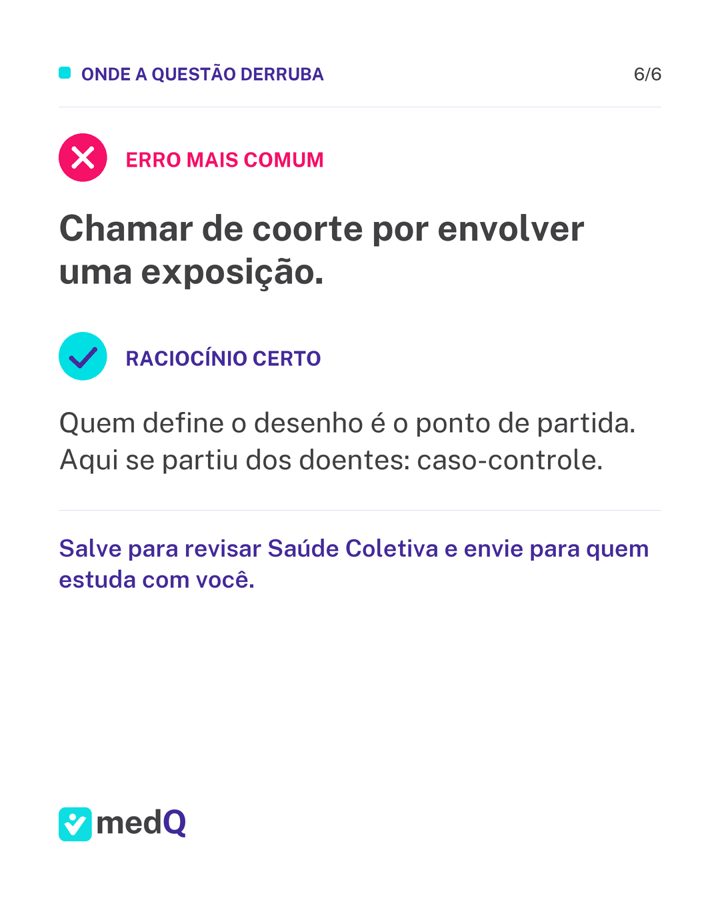 ONDE A QUESTÃO DERRUBA
6/6
ERRO MAIS COMUM
Chamar de coorte por envolver
uma exposição.
RACIOCÍNIO CERTO
Quem define o desenho é o ponto de partida.
Aqui se partiu dos doentes: caso-controle.
Salve para revisar Saúde Coletiva e envie para quem
estuda com você.
medQ